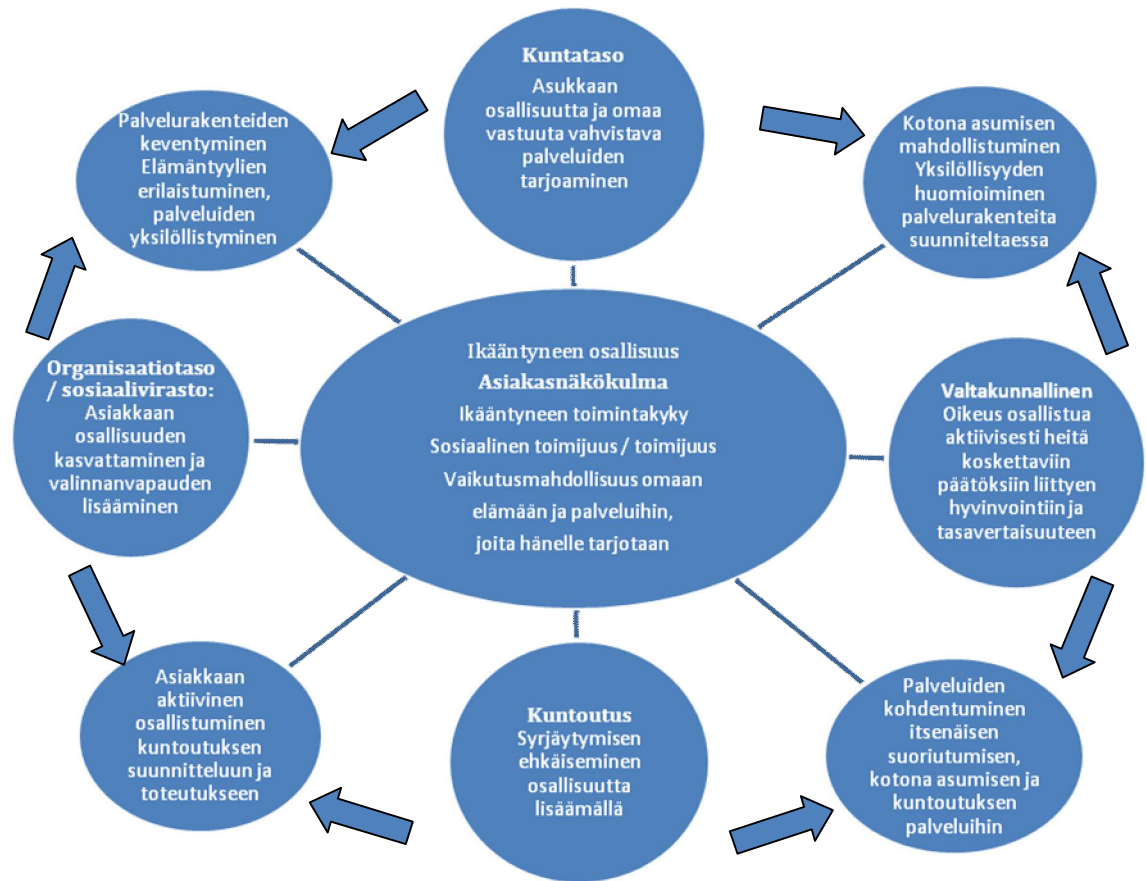 Kuntataso
Asukkaan
osallisuutta ja omaa
vastuuta vahvistava
palveluiden
tarjoaminen
Palvelurakenteiden
keventyminen
Elämäntyylien
erilaistuminen,
palveluiden
yksilöllistyminen
Kotona asumisen
mahdollistuminen
Yksilöllisyyden
huomioiminen
palvelurakenteita
suunniteltaessa
Organisaatiotaso
/ sosiaalivirasto:
Asiakkaan
osallisuuden
kasvattaminen ja
valinnanvapauden
lisääminen
Ikääntyneen osallisuus
Asiakasnäkökulma
Ikääntyneen toimintakyky
Sosiaalinen toimijuus / toimijuus
Vaikutusmahdollisuus omaan
elämään ja palveluihin,
joita hänelle tarjotaan
Valtakunnallinen
Oikeus osallistua
aktiivisesti heitä
koskettaviin
päätöksiin liittyen
hyvinvointiin ja
tasavertaisuuteen
Asiakkaan
aktiivinen
osallistuminen
kuntoutuksen
suunnitteluun ja
toteutukseen
Kuntoutus
Syrjäytymisen
ehkäiseminen
osallisuutta
lisäämällä
Palveluiden
kohdentuminen
itsenäisen
suoriutumisen,
kotona asumisen ja
kuntoutuksen
palveluihin